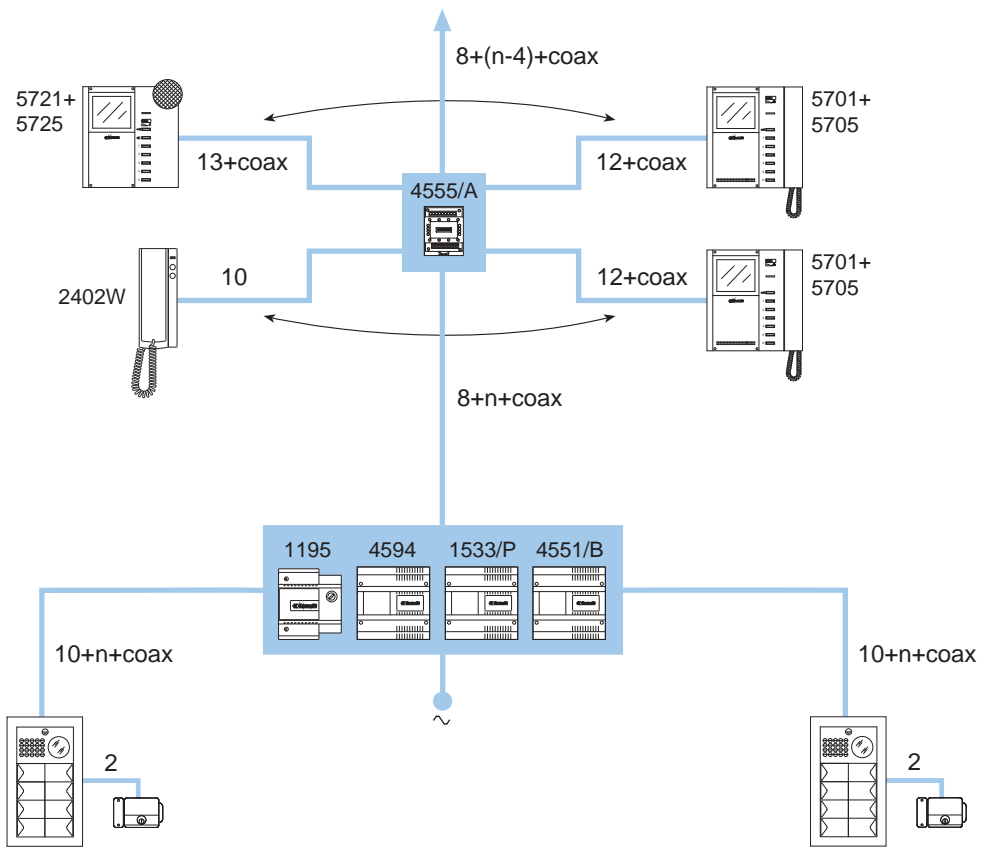 8+(n-4)+coax
5721+
5725
5701+
5705
13+coax
12+coax
4555/A
2402W
10
12+coax
5701+
5705
8+n+coax
1195
4594
1533/P
4551/B
10+n+coax
10+n+coax
~
2
2